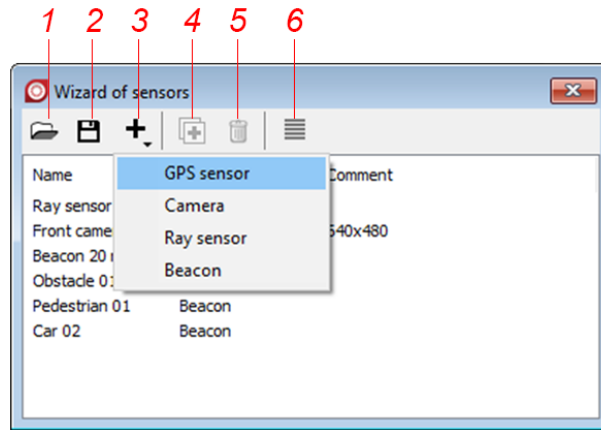 1 2 3 4 5 6
Wizard of sensors
Name Comment
GPS sensor
Camera
Ray sensor
Beacon
Ray sensor
Front came 640x480
Beacon 20
Obstacle 01
Pedestrian 01 Beacon
Car 02 Beacon